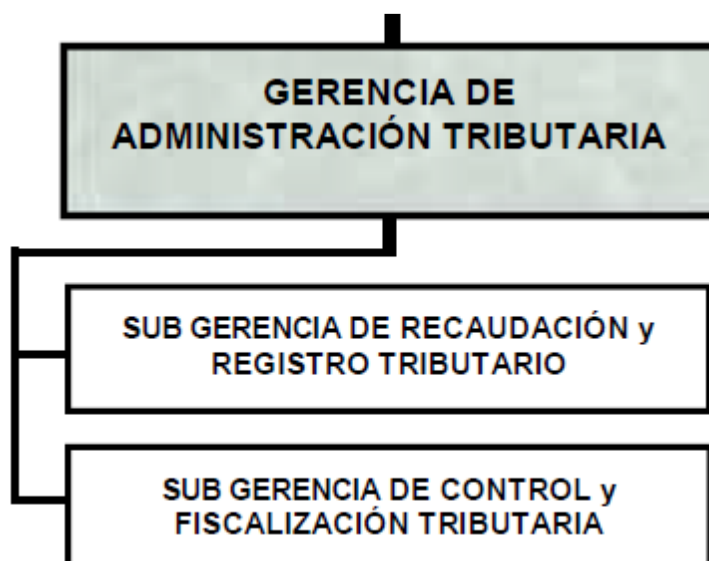 GERENCIA DE
ADMINISTRACIÓN TRIBUTARIA
SUB GERENCIA DE RECAUDACIÓN y
REGISTRO TRIBUTARIO
SUB GERENCIA DE CONTROL y
FISCALIZACIÓN TRIBUTARIA